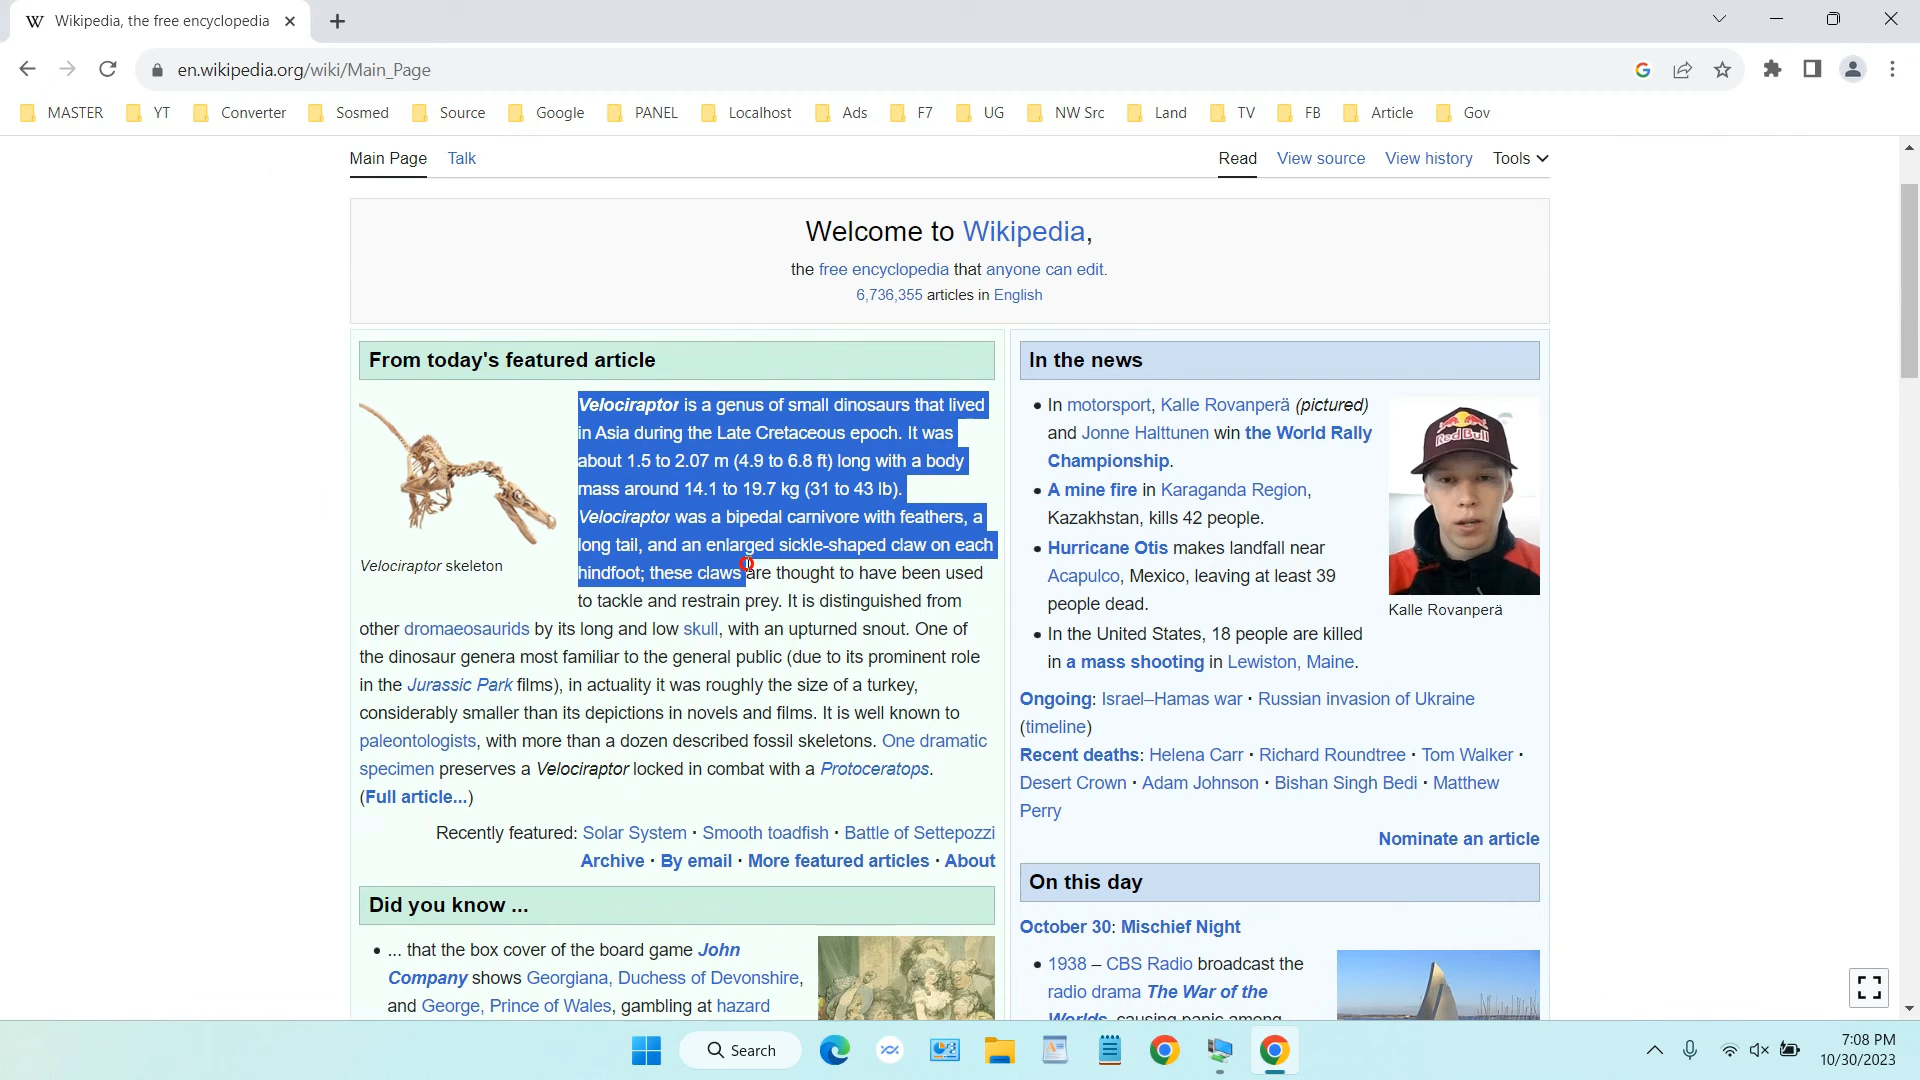 Wikipedia, the free encyclopedia
en.wikipedia.org/wiki/Main_Page
MASTER YT Converter Sosmed Source Google PANEL Localhost Ads F7 UG NW Src Land TV FB Article Gov
Main Page Talk Read View source View history Tools
Welcome to Wikipedia,
the free encyclopedia that anyone can edit.
6,736,355 articles in English
From today's featured article
Velociraptor is a genus of small dinosaurs that lived
in Asia during the Late Cretaceous epoch. It was
about 1.5 to 2.07 m (4.9 to 6.8 ft) long with a body
mass around 14.1 to 19.7 kg (31 to 43 lb).
Velociraptor was a bipedal carnivore with feathers, a
long tail, and an enlarged sickle-shaped claw on each
hindfoot; these claws are thought to have been used
to tackle and restrain prey. It is distinguished from
Velociraptor skeleton
other dromaeosaurids by its long and low skull, with an upturned snout. One of
the dinosaur genera most familiar to the general public (due to its prominent role
in the Jurassic Park films), in actuality it was roughly the size of a turkey,
considerably smaller than its depictions in novels and films. It is well known to
paleontologists, with more than a dozen described fossil skeletons. One dramatic
specimen preserves a Velociraptor locked in combat with a Protoceratops.
(Full article...)
Recently featured: Solar System · Smooth toadfish · Battle of Settepozzi
Archive · By email · More featured articles · About
Did you know ...
• ... that the box cover of the board game John
Company shows Georgiana, Duchess of Devonshire,
and George, Prince of Wales, gambling at hazard
In the news
• In motorsport, Kalle Rovanperä (pictured)
and Jonne Halttunen win the World Rally
Championship.
• A mine fire in Karaganda Region,
Kazakhstan, kills 42 people.
• Hurricane Otis makes landfall near
Acapulco, Mexico, leaving at least 39
people dead.
• In the United States, 18 people are killed
in a mass shooting in Lewiston, Maine.
Red Bull
Kalle Rovanperä
Ongoing: Israel–Hamas war · Russian invasion of Ukraine
(timeline)
Recent deaths: Helena Carr · Richard Roundtree · Tom Walker ·
Desert Crown · Adam Johnson · Bishan Singh Bedi · Matthew
Perry
Nominate an article
On this day
October 30: Mischief Night
• 1938 – CBS Radio broadcast the
radio drama The War of the
Worlds, causing panic among
Search
7:08 PM
10/30/2023